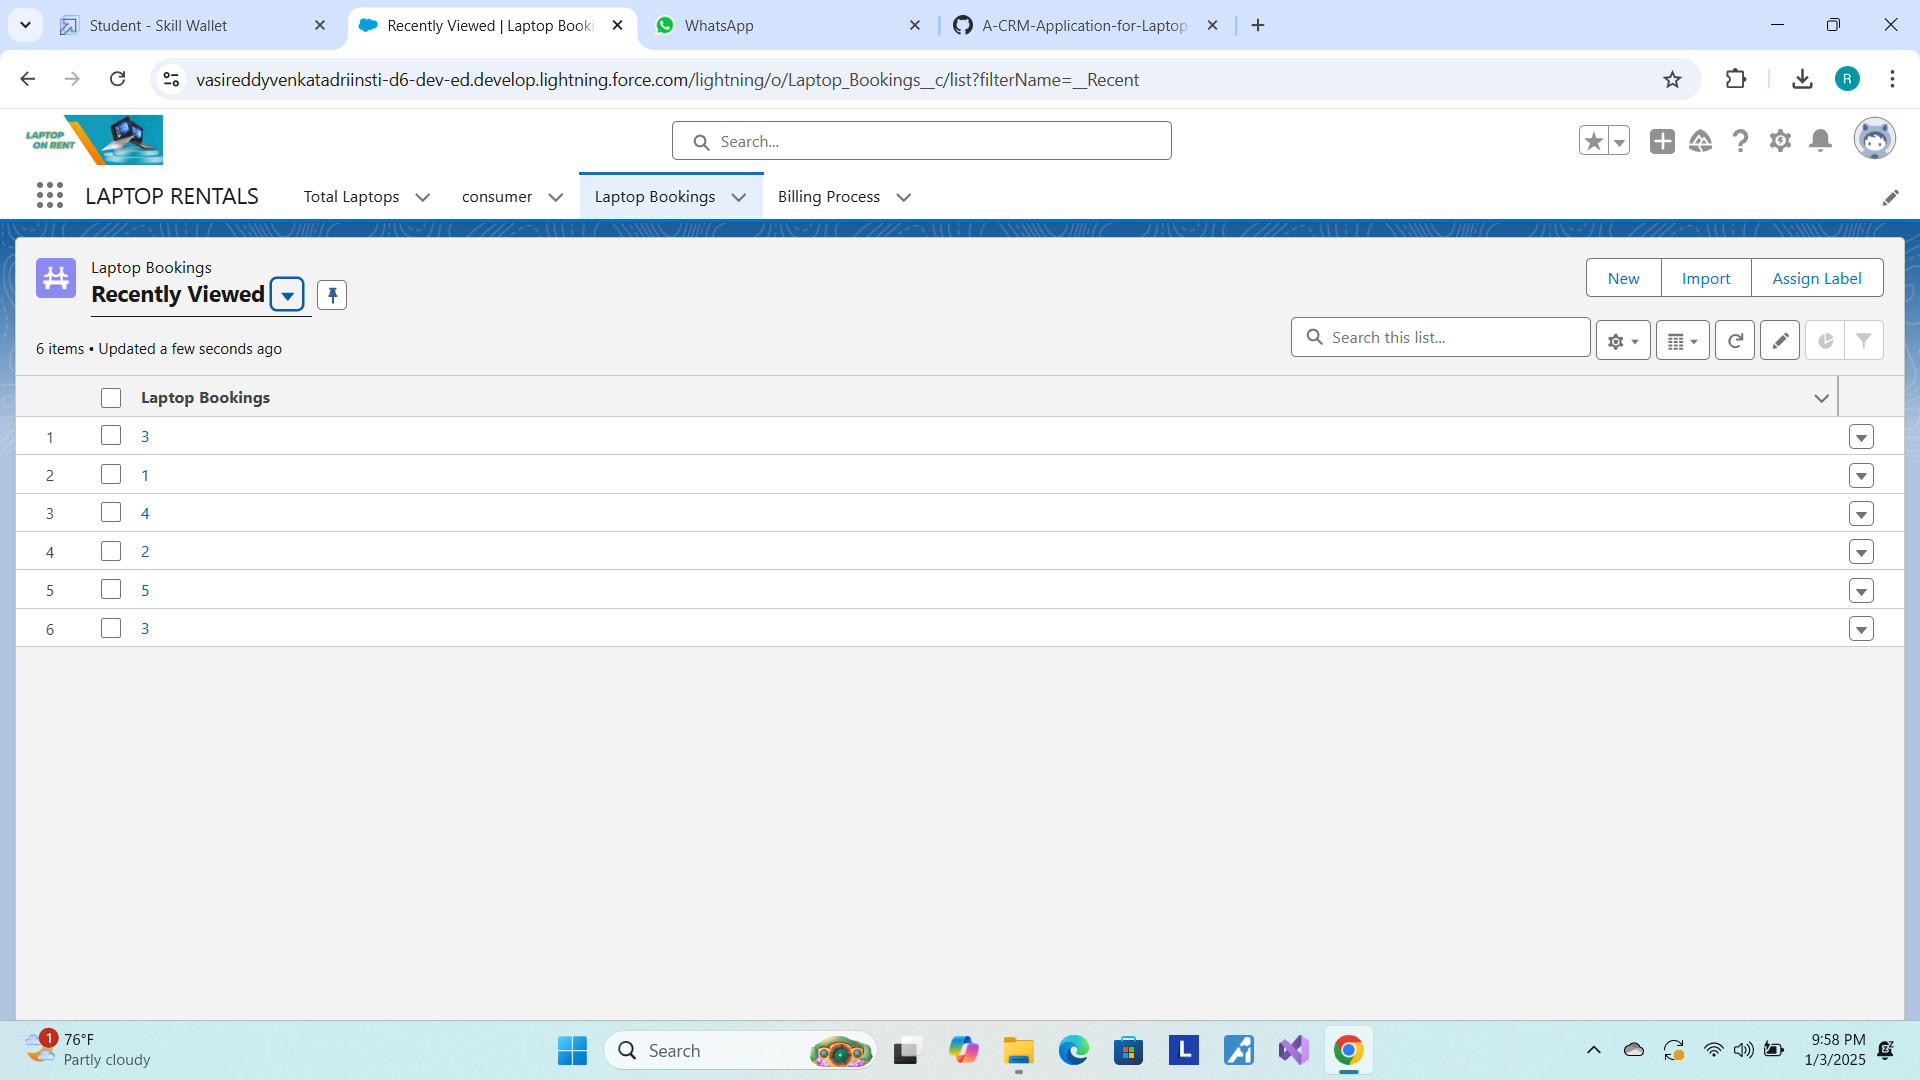 Student - Skill Wallet
Recently Viewed | Laptop Booki
WhatsApp
A-CRM-Application-for-Laptop-
vasireddyvenkatadriinsti-d6-dev-ed.develop.lightning.force.com/lightning/o/Laptop_Bookings__c/list?filterName=__Recent
R
LAPTOP
ON RENT
Search...
LAPTOP RENTALS
Total Laptops
consumer
Laptop Bookings
Billing Process
Laptop Bookings
Recently Viewed
New
Import
Assign Label
6 items • Updated a few seconds ago
Search this list...
Laptop Bookings
1 3
2 1
3 4
4 2
5 5
6 3
1
76°F
Partly cloudy
Search
L
9:58 PM
1/3/2025